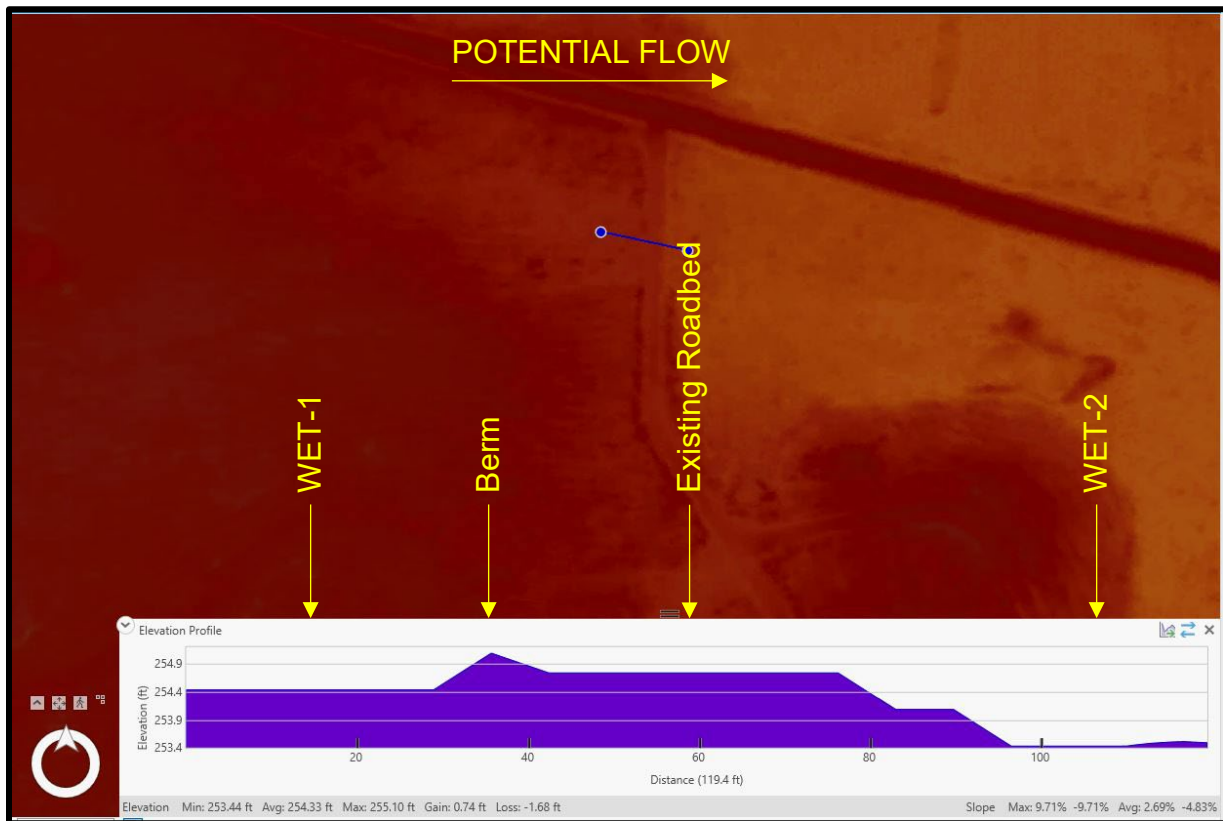 POTENTIAL FLOW
WET-1
Berm
Existing Roadbed
WET-2
Elevation Profile
Elevation (ft)
254.9
254.4
253.9
253.4
20
40
60
80
100
Distance (119.4 ft)
Elevation Min: 253.44 ft Avg: 254.33 ft Max: 255.10 ft Gain: 0.74 ft Loss: -1.68 ft
Slope Max: 9.71% -9.71% Avg: 2.69% -4.83%